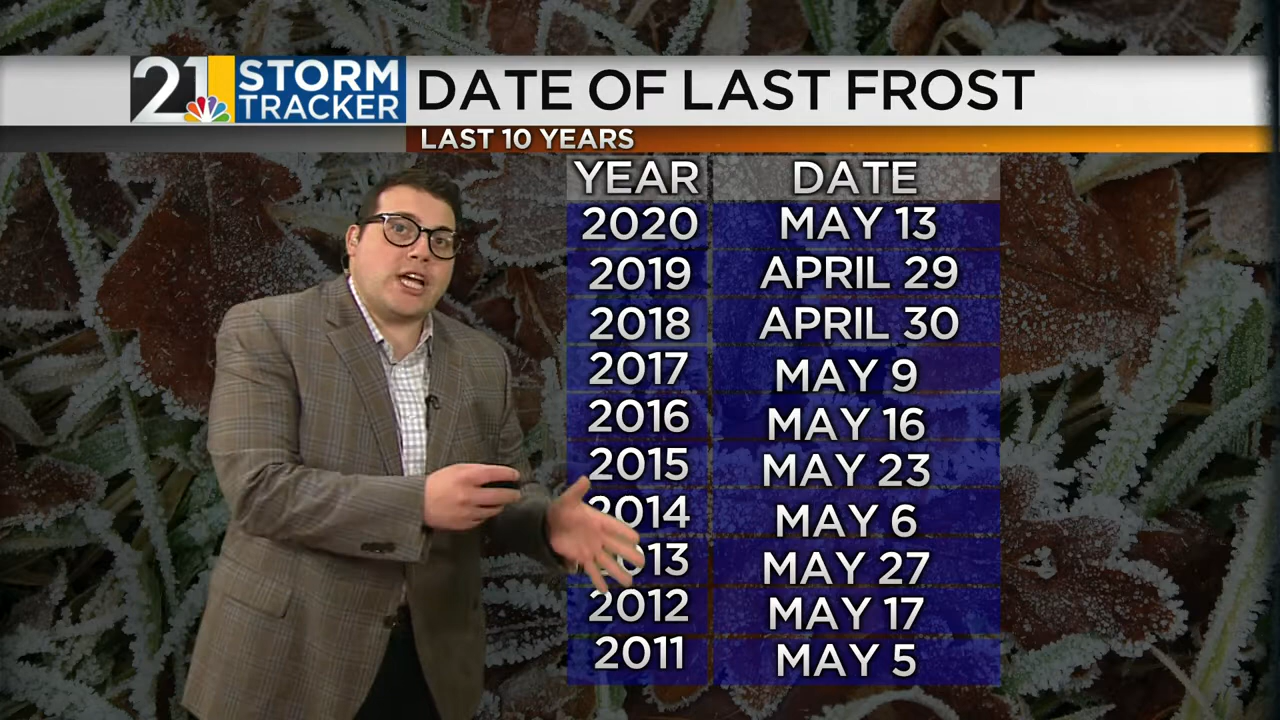 21 STORM
TRACKER
DATE OF LAST FROST
LAST 10 YEARS
YEAR DATE
2020 MAY 13
2019 APRIL 29
2018 APRIL 30
2017 MAY 9
2016 MAY 16
2015 MAY 23
2014 MAY 6
013 MAY 27
2012 MAY 17
2011 MAY 5